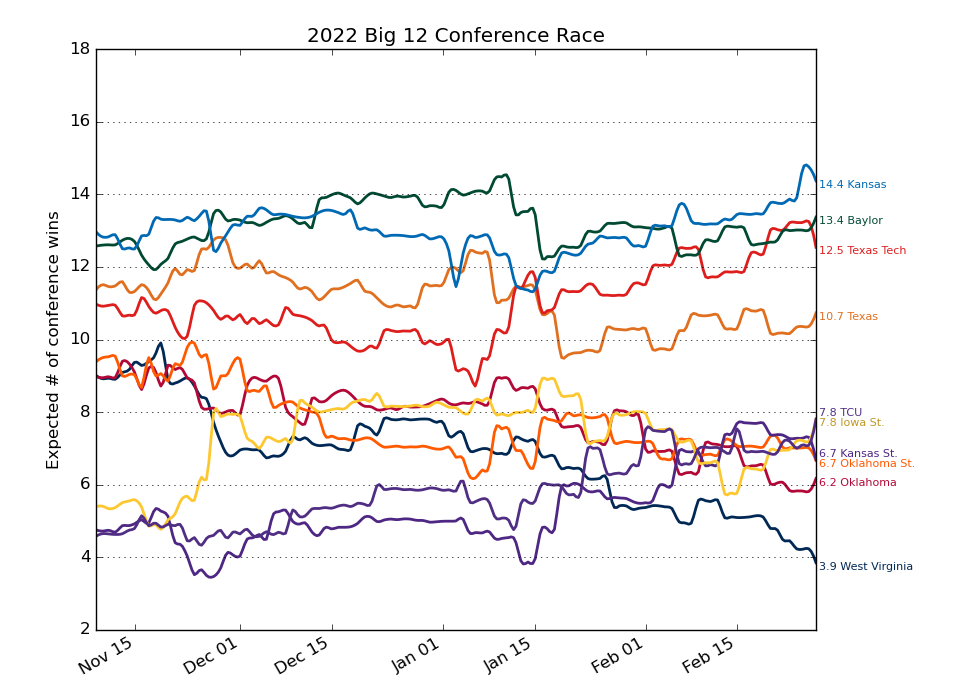 2022 Big 12 Conference Race
Expected # of conference wins
18
16
14
12
10
8
6
4
2
Nov 15
Dec 01
Dec 15
Jan 01
Jan 15
Feb 01
Feb 15
14.4 Kansas
13.4 Baylor
12.5 Texas Tech
10.7 Texas
7.8 TCU
7.8 Iowa St.
6.7 Kansas St.
6.7 Oklahoma St.
6.2 Oklahoma
3.9 West Virginia